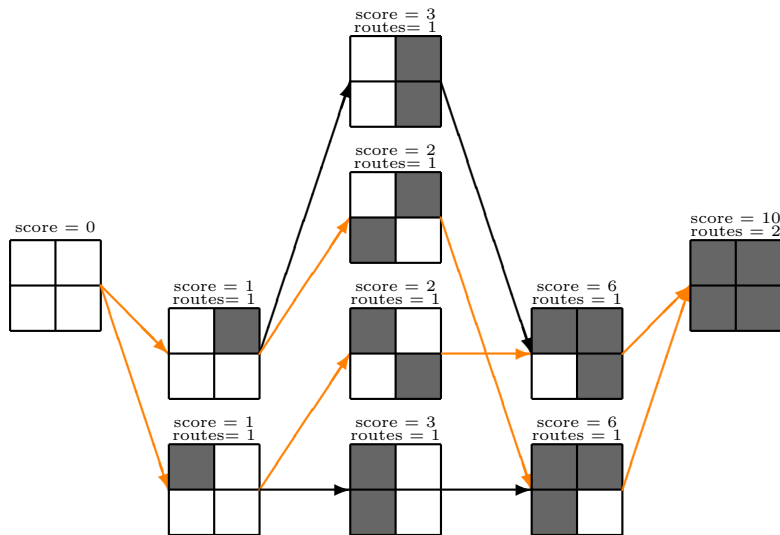 score = 3
routes= 1
score = 2
routes= 1
score = 0
score = 10
routes = 2
score = 1
routes= 1
score = 2
routes= 1
score = 6
routes= 1
score = 1
routes= 1
score = 3
routes = 1
score = 6
routes= 1